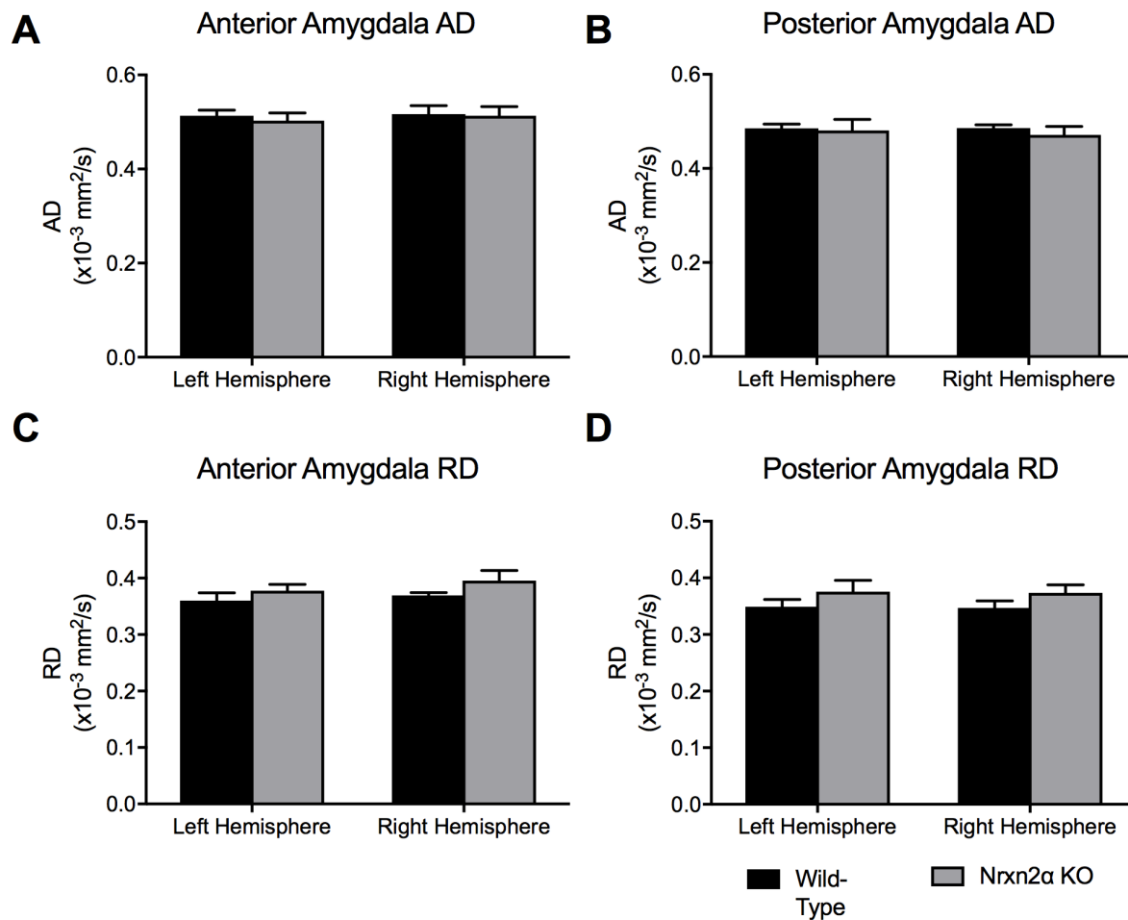 A
Anterior Amygdala AD
0.6
0.4
0.2
0.0
AD
(x10⁻³ mm²/s)
Left Hemisphere
Right Hemisphere
B
Posterior Amygdala AD
0.6
0.4
0.2
0.0
AD
(x10⁻³ mm²/s)
Left Hemisphere
Right Hemisphere
C
Anterior Amygdala RD
0.5
0.4
0.3
0.2
0.1
0.0
RD
(x10⁻³ mm²/s)
Left Hemisphere
Right Hemisphere
D
Posterior Amygdala RD
0.5
0.4
0.3
0.2
0.1
0.0
RD
(x10⁻³ mm²/s)
Left Hemisphere
Right Hemisphere
Wild-
Type
Nrxn2α KO